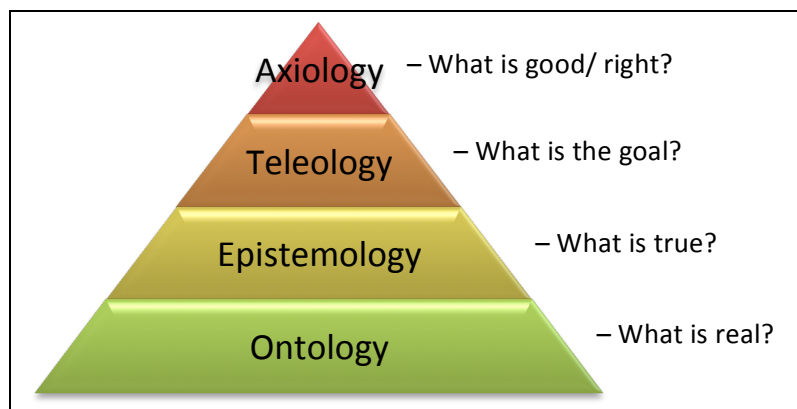 Axiology – What is good/ right?
Teleology – What is the goal?
Epistemology – What is true?
Ontology – What is real?